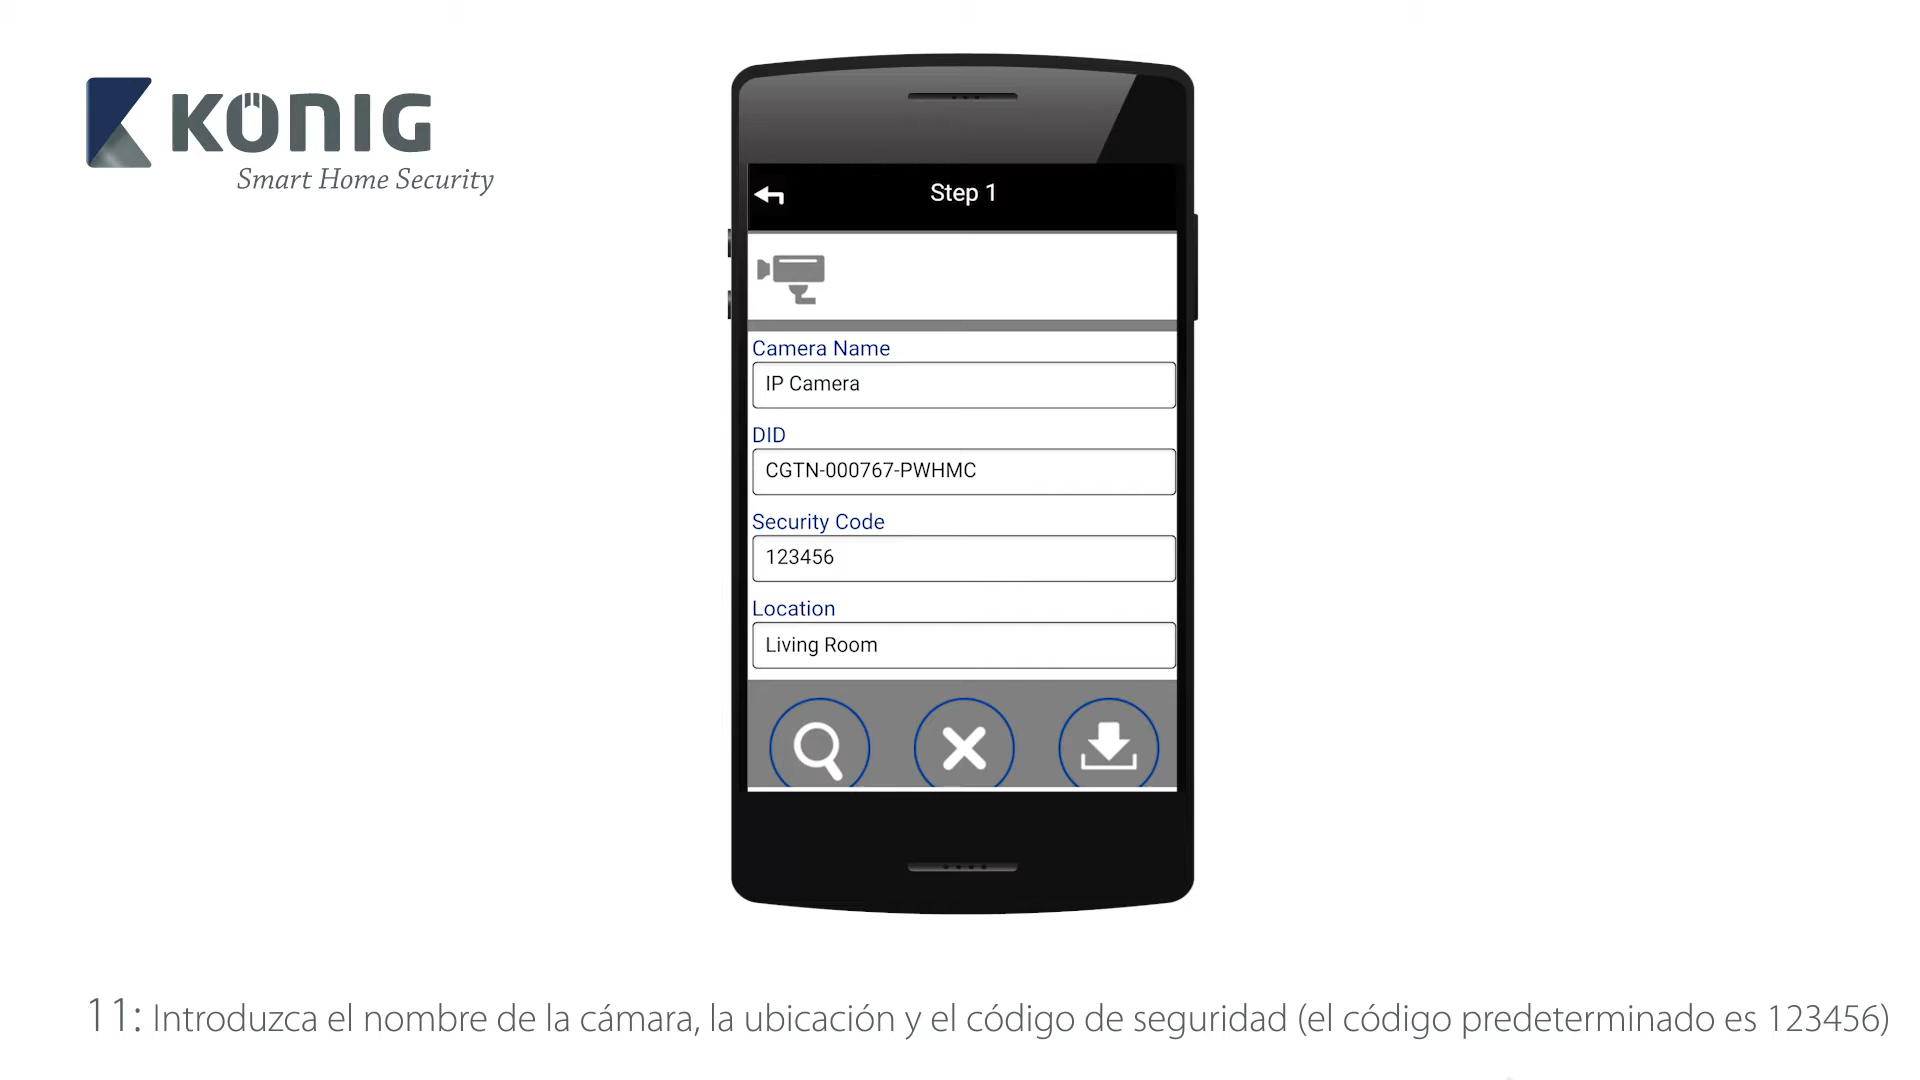 KÖNIG
Smart Home Security
Step 1
Camera Name
IP Camera
DID
CGTN-000767-PWHMC
Security Code
123456
Location
Living Room
11: Introduzca el nombre de la cámara, la ubicación y el código de seguridad (el código predeterminado es 123456)